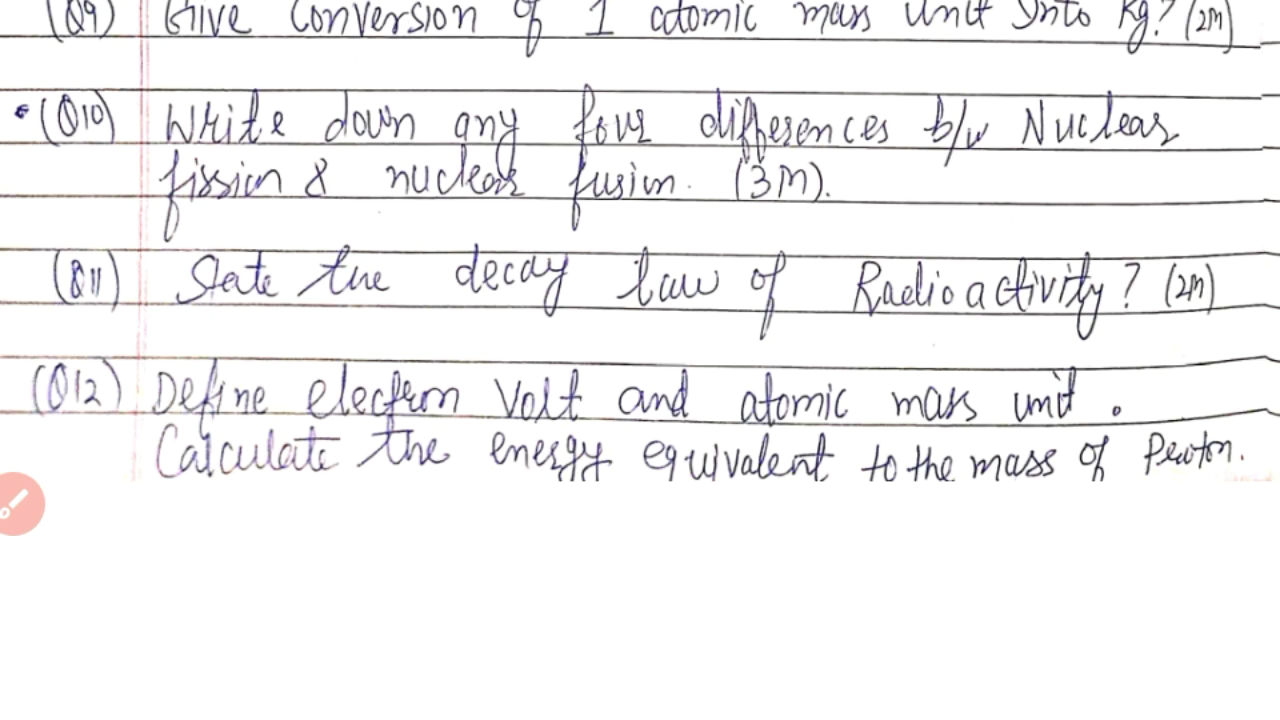 (Q9) Give Conversion of 1 atomic mass unit Into Kg? (2M)
(Q10) Write down any four differences b/w Nuclear
fission & nuclear fusion. (3M).
(Q11) State the decay law of Radioactivity? (2M)
(Q12) Define electron Volt and atomic mass unit.
Calculate the energy equivalent to the mass of Proton.